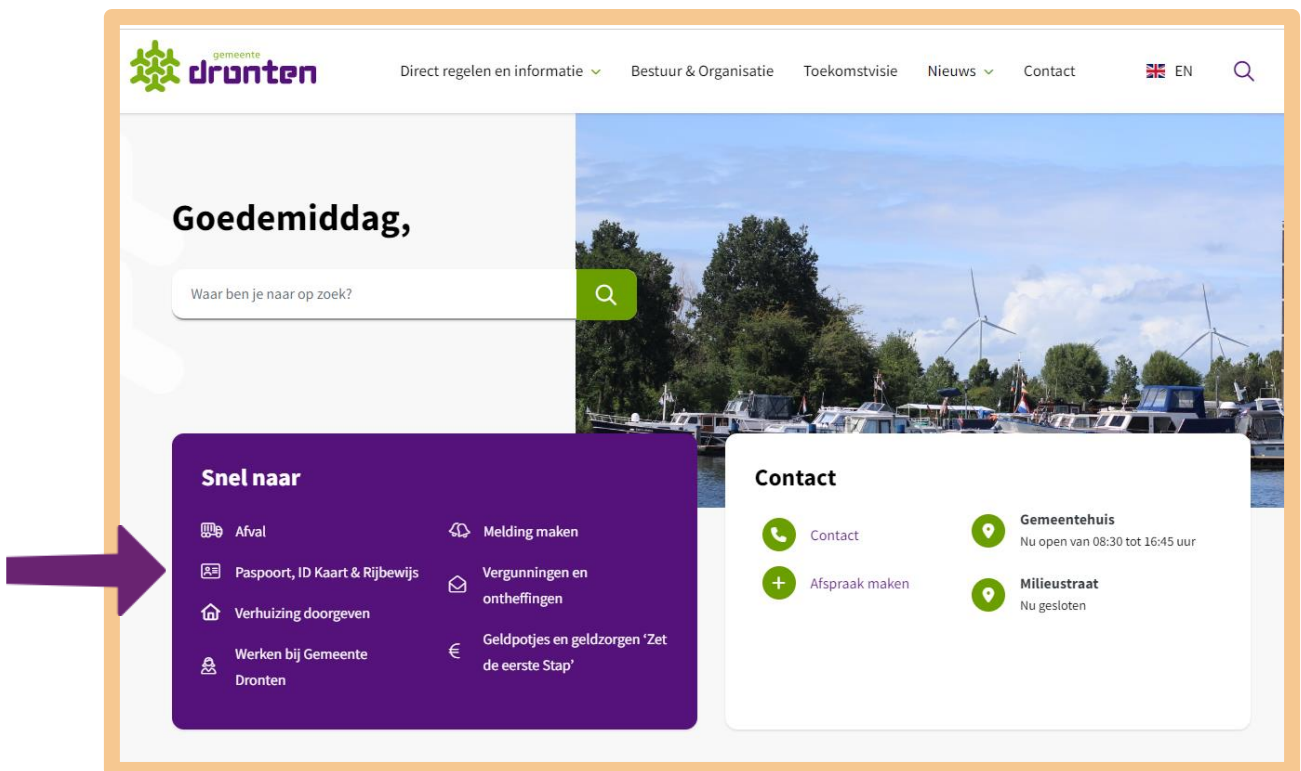 gemeente
dronten
Direct regelen en informatie
Bestuur & Organisatie
Toekomstvisie
Nieuws
Contact
EN
Goedemiddag,
Waar ben je naar op zoek?
Snel naar
Afval
Paspoort, ID Kaart & Rijbewijs
Verhuizing doorgeven
Werken bij Gemeente
Dronten
Melding maken
Vergunningen en
ontheffingen
€
Geldpotjes en geldzorgen ‘Zet
de eerste Stap’
Contact
Contact
Afspraak maken
Gemeentehuis
Nu open van 08:30 tot 16:45 uur
Milieustraat
Nu gesloten